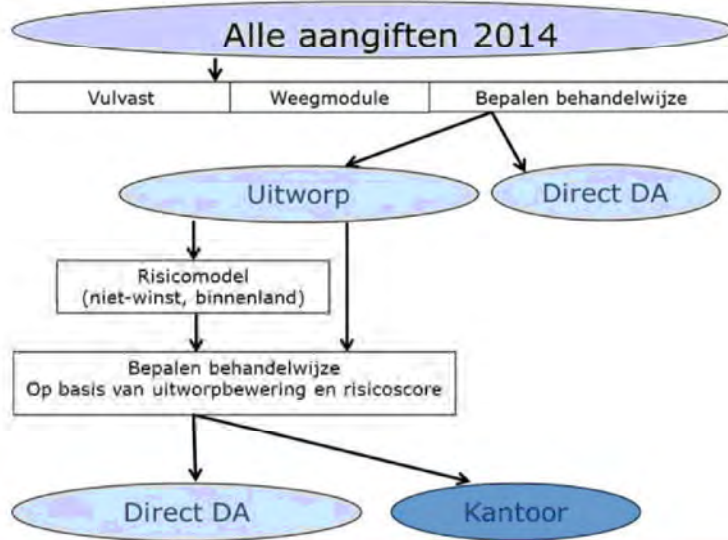 Alle aangiften 2014
Vulvast
Weegmodule
Bepalen behandelwijze
Uitworp
Direct DA
Risicomodel
(niet-winst, binnenland)
Bepalen behandelwijze
Op basis van uitworpbewering en risicoscore
Direct DA
Kantoor